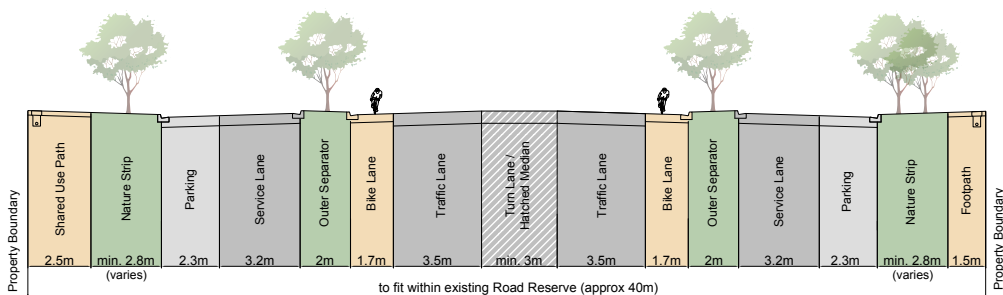 Property Boundary
Shared Use Path
Nature Strip
Parking
Service Lane
Outer Separator
Bike Lane
Traffic Lane
Turn Lane /
Hatched Median
Traffic Lane
Bike Lane
Outer Separator
Service Lane
Parking
Nature Strip
Footpath
Property Boundary
2.5m
min. 2.8m
(varies)
2.3m
3.2m
2m
1.7m
3.5m
min. 3m
3.5m
1.7m
2m
3.2m
2.3m
min. 2.8m
(varies)
1.5m
to fit within existing Road Reserve (approx 40m)